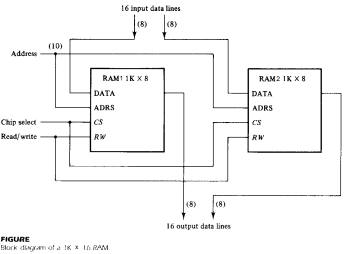 16 input data lines
(8) (8)
(10)
Address
RAM1 1K × 8
RAM2 1K × 8
DATA
DATA
ADRS
ADRS
Chip select
CS
CS
Read/write
RW
RW
(8) (8)
16 output data lines
FIGURE
Block diagram of a 1K × 16 RAM